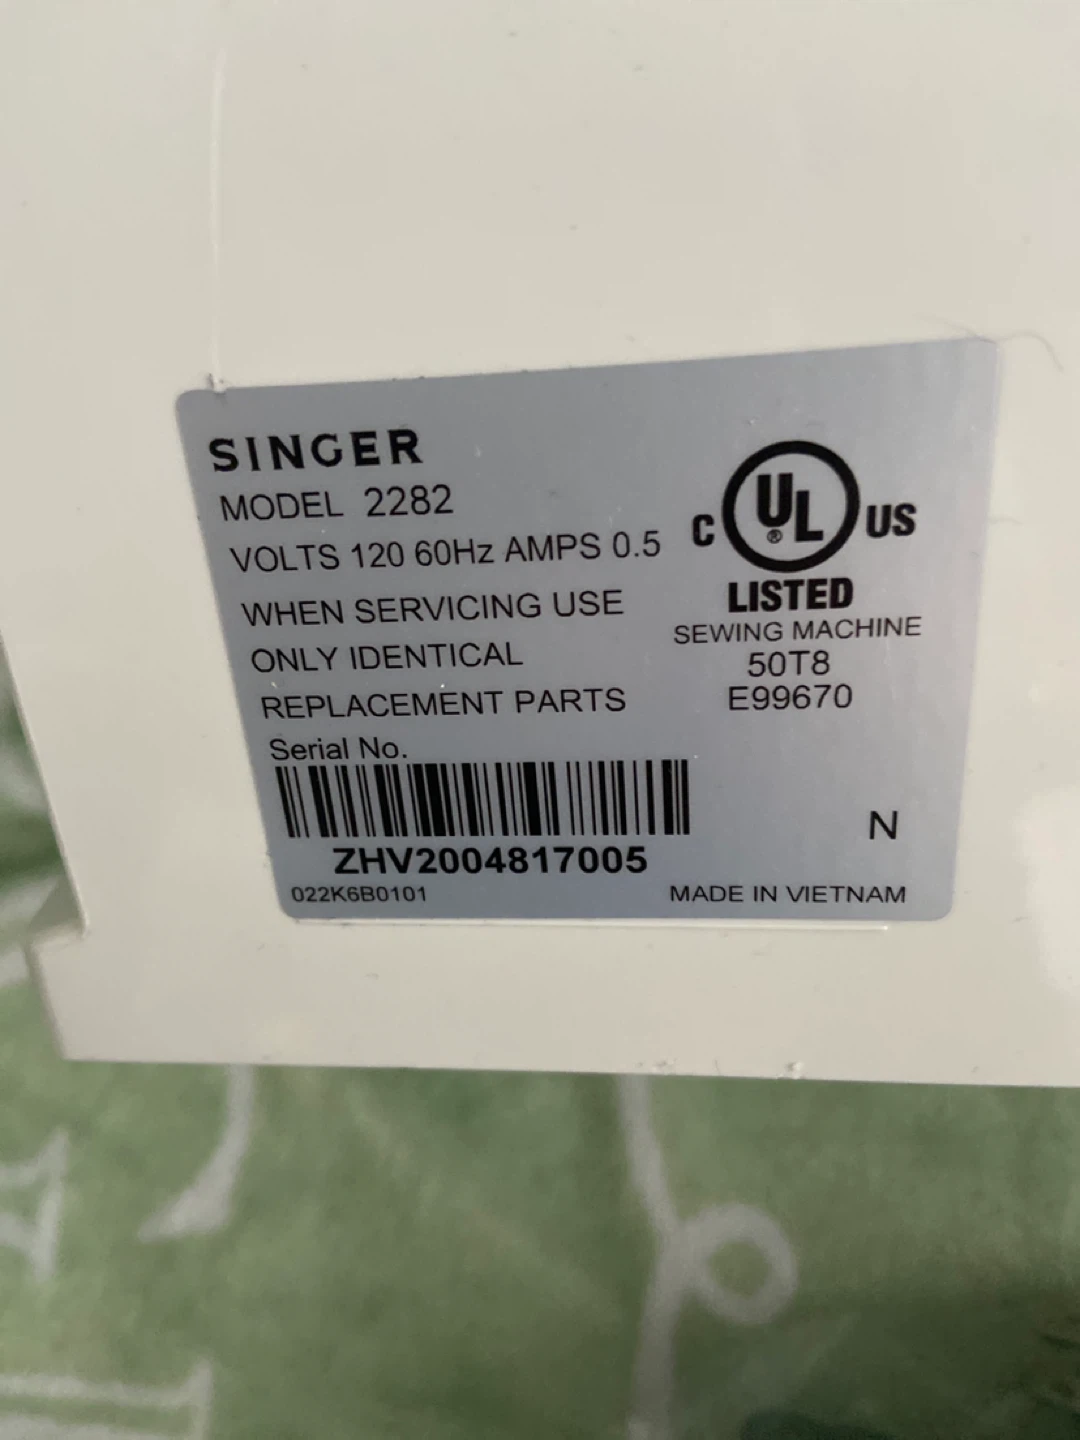 SINGER
MODEL 2282
VOLTS 120 60Hz AMPS 0.5
WHEN SERVICING USE
ONLY IDENTICAL
REPLACEMENT PARTS
C UL ® US
LISTED
SEWING MACHINE
50T8
E99670
Serial No.
ZHV2004817005
022K6B0101
N
MADE IN VIETNAM